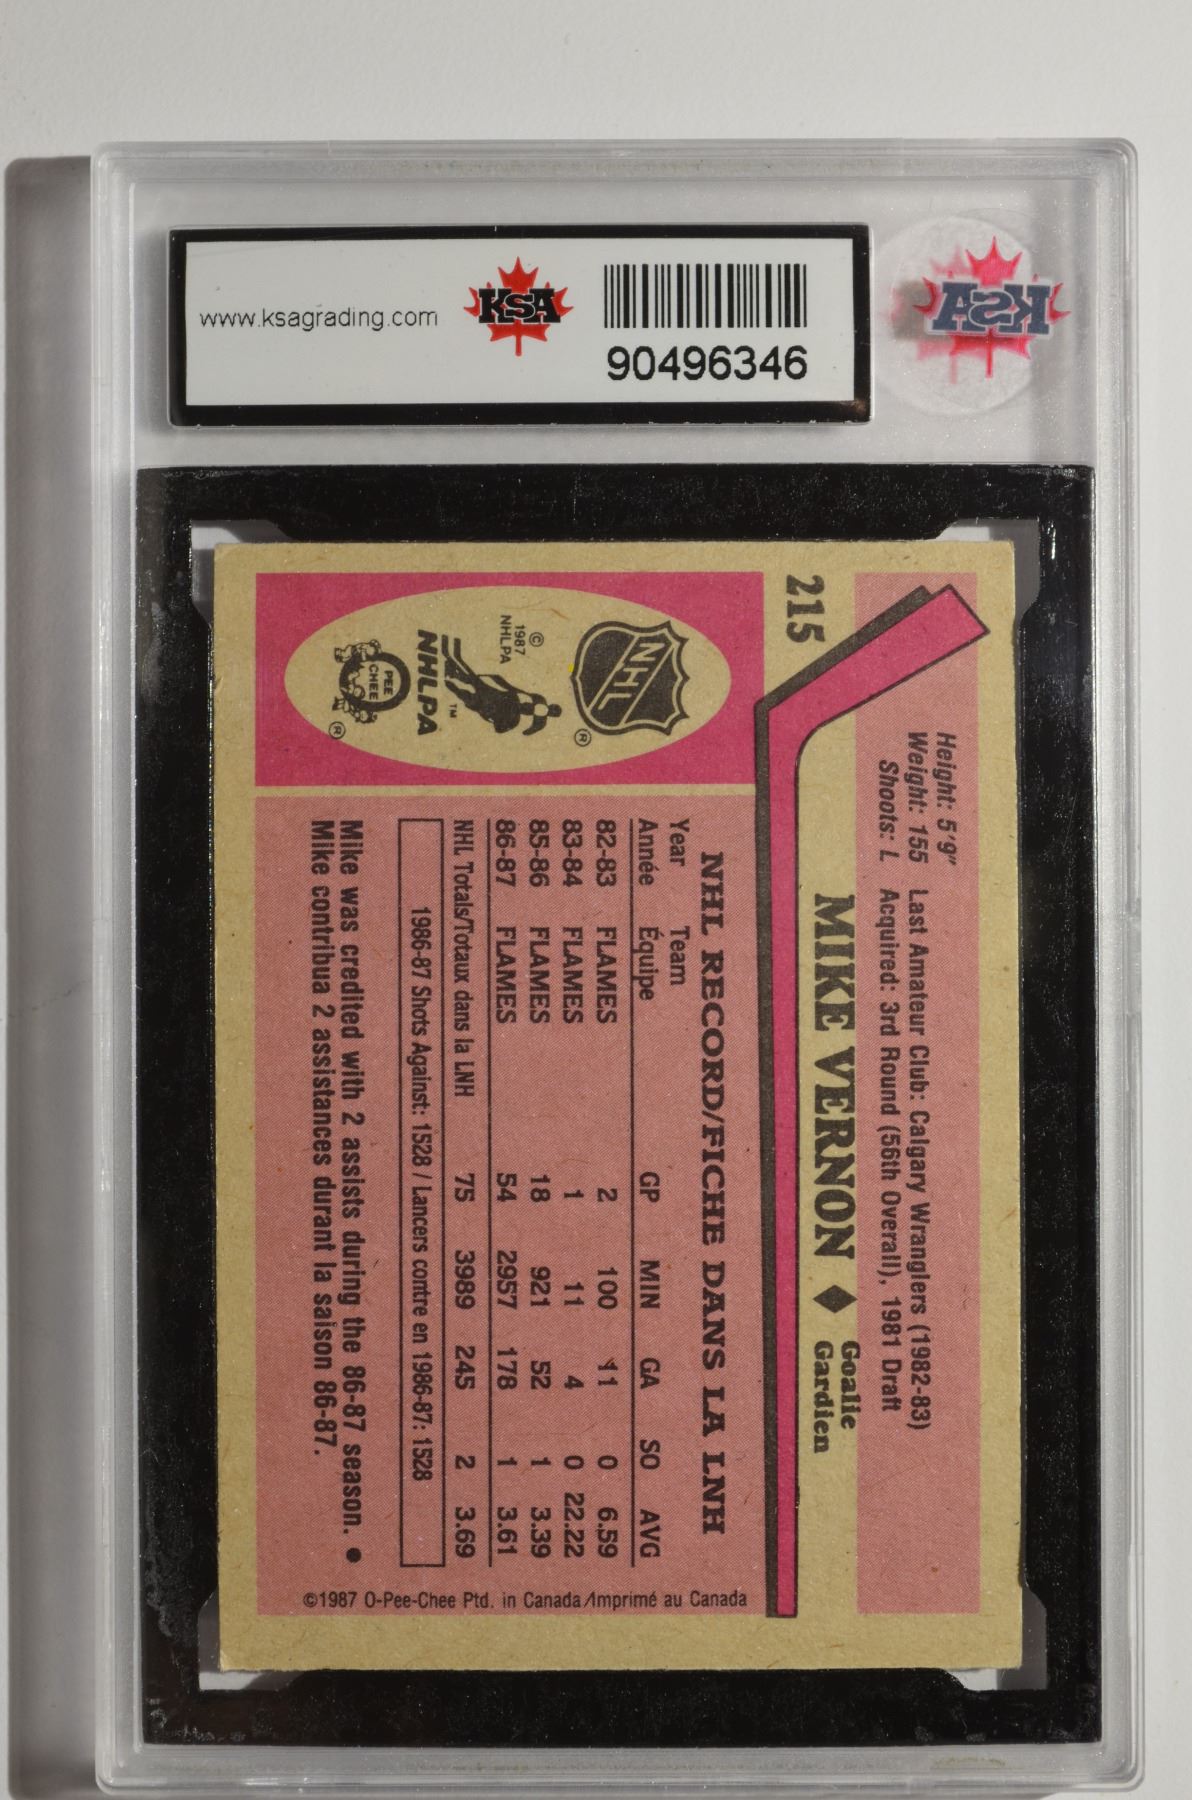 www.ksagrading.com
KSA
90496346
KSA
215
Height: 5'9"
Weight: 155 Last Amateur Club: Calgary Wranglers (1982-83)
Shoots: L Acquired: 3rd Round (56th Overall), 1981 Draft
MIKE VERNON ♦ Goalie
Gardien
NHL
®
© 1987 NHLPA
NHLPA™
O PEE CHEE
®
NHL RECORD/FICHE DANS LA LNH
Year Team
Année Équipe GP MIN GA SO AVG
82-83 FLAMES 2 100 11 0 6.59
83-84 FLAMES 1 11 4 0 22.22
85-86 FLAMES 18 921 52 1 3.39
86-87 FLAMES 54 2957 178 1 3.61
NHL Totals/Totaux dans la LNH 75 3989 245 2 3.69
1986-87 Shots Against: 1528 / Lancers contre en 1986-87: 1528
Mike was credited with 2 assists during the 86-87 season. ●
Mike contribua 2 assistances durant la saison 86-87.
©1987 O-Pee-Chee Ptd. in Canada/Imprimé au Canada